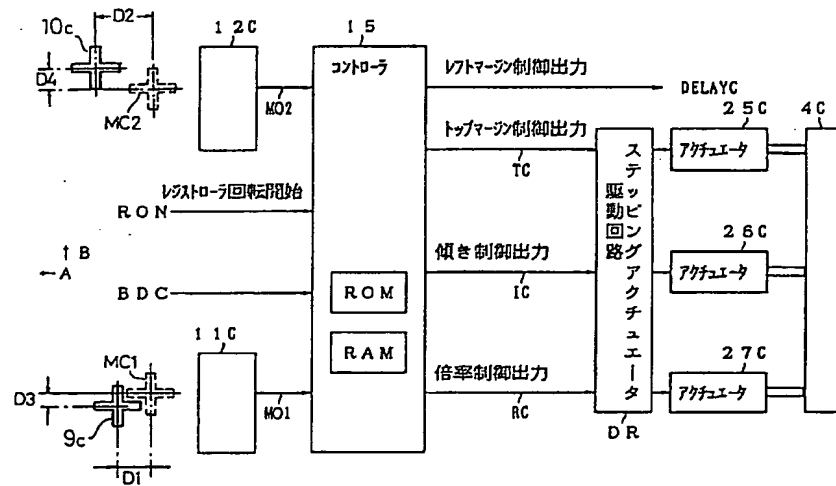 10c
D2
D4
MC2
12C
MO2
15
コントローラ
レフトマージン制御出力
DELAYC
トップマージン制御出力
TC
25C
アクチュエータ
4C
レジストローラ回転開始
RON
B
A
BDC
ROM
RAM
傾き制御出力
IC
ステッピングアクチュエータ
駆動回路
26C
アクチュエータ
MC1
D3
9c
D1
11C
MO1
倍率制御出力
RC
DR
27C
アクチュエータ